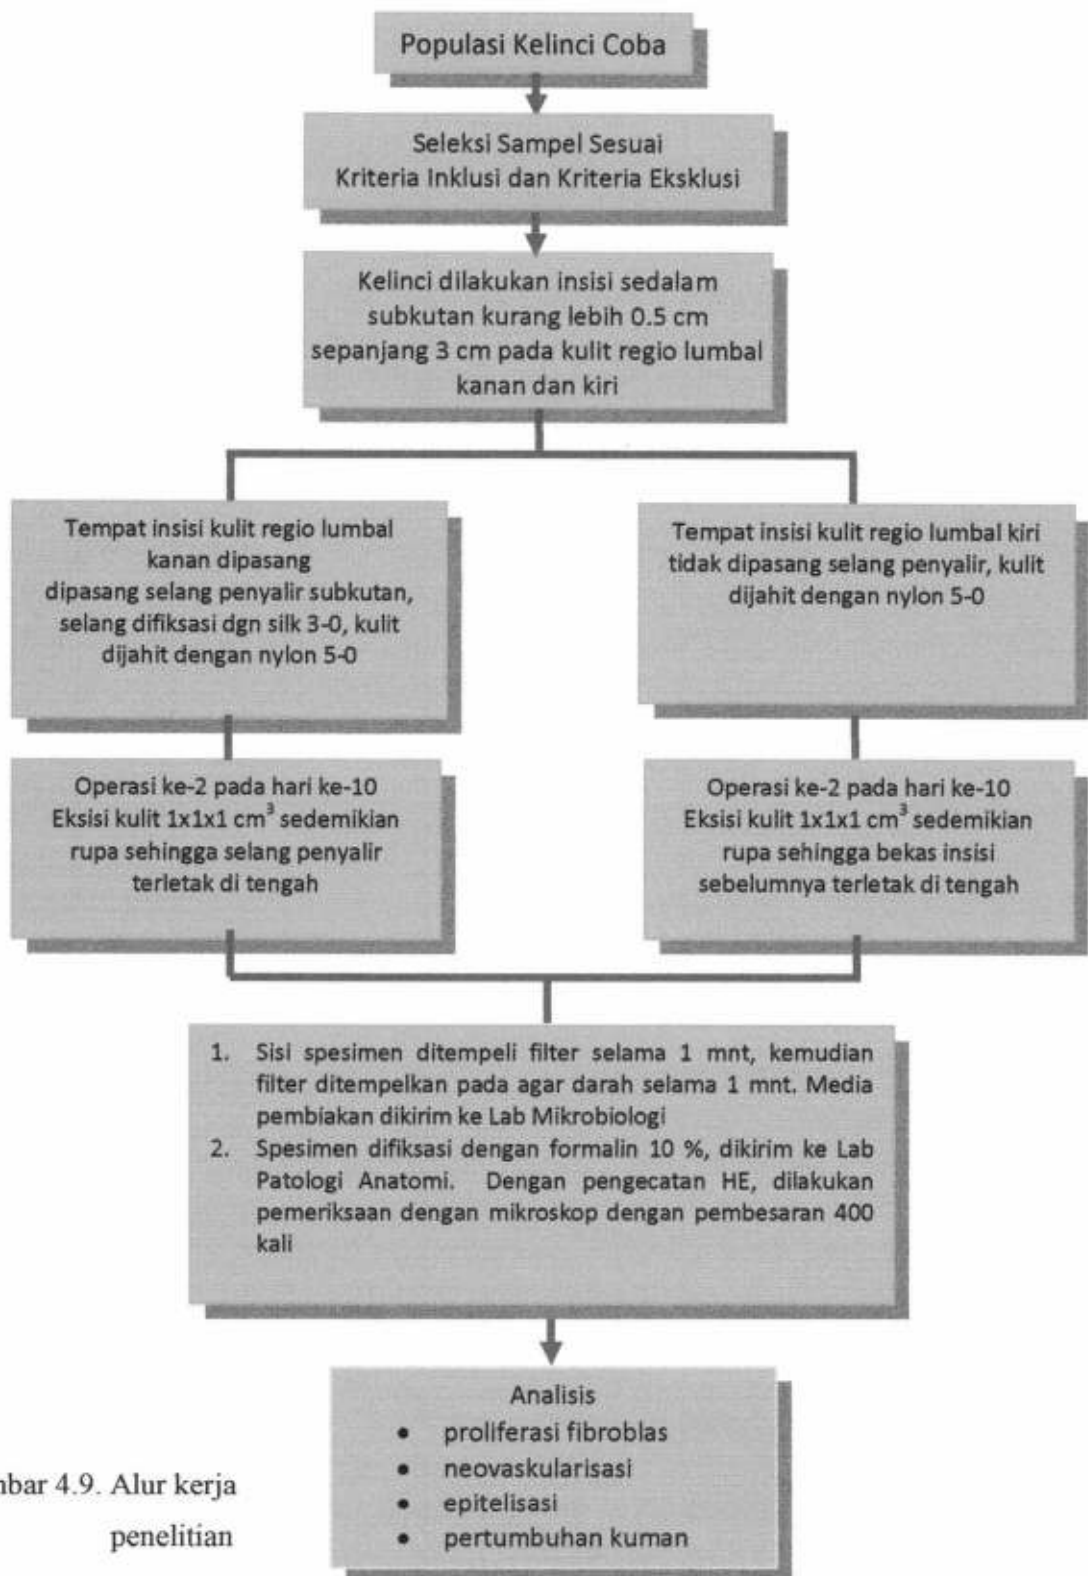 Populasi Kelinci Coba
Seleksi Sampel Sesuai
Kriteria Inklusi dan Kriteria Eksklusi
Kelinci dilakukan insisi sedalam
subkutan kurang lebih 0.5 cm
sepanjang 3 cm pada kulit regio lumbal
kanan dan kiri
Tempat insisi kulit regio lumbal
kanan dipasang
dipasang selang penyalir subkutan,
selang difiksasi dgn silk 3-0, kulit
dijahit dengan nylon 5-0
Tempat insisi kulit regio lumbal kiri
tidak dipasang selang penyalir, kulit
dijahit dengan nylon 5-0
Operasi ke-2 pada hari ke-10
Eksisi kulit 1x1x1 cm³ sedemikian
rupa sehingga selang penyalir
terletak di tengah
Operasi ke-2 pada hari ke-10
Eksisi kulit 1x1x1 cm³ sedemikian
rupa sehingga bekas insisi
sebelumnya terletak di tengah
1. Sisi spesimen ditempeli filter selama 1 mnt, kemudian
filter ditempelkan pada agar darah selama 1 mnt. Media
pembiakan dikirim ke Lab Mikrobiologi
2. Spesimen difiksasi dengan formalin 10 %, dikirim ke Lab
Patologi Anatomi. Dengan pengecatan HE, dilakukan
pemeriksaan dengan mikroskop dengan pembesaran 400
kali
Analisis
• proliferasi fibroblas
• neovaskularisasi
• epitelisasi
• pertumbuhan kuman
mbar 4.9. Alur kerja
penelitian